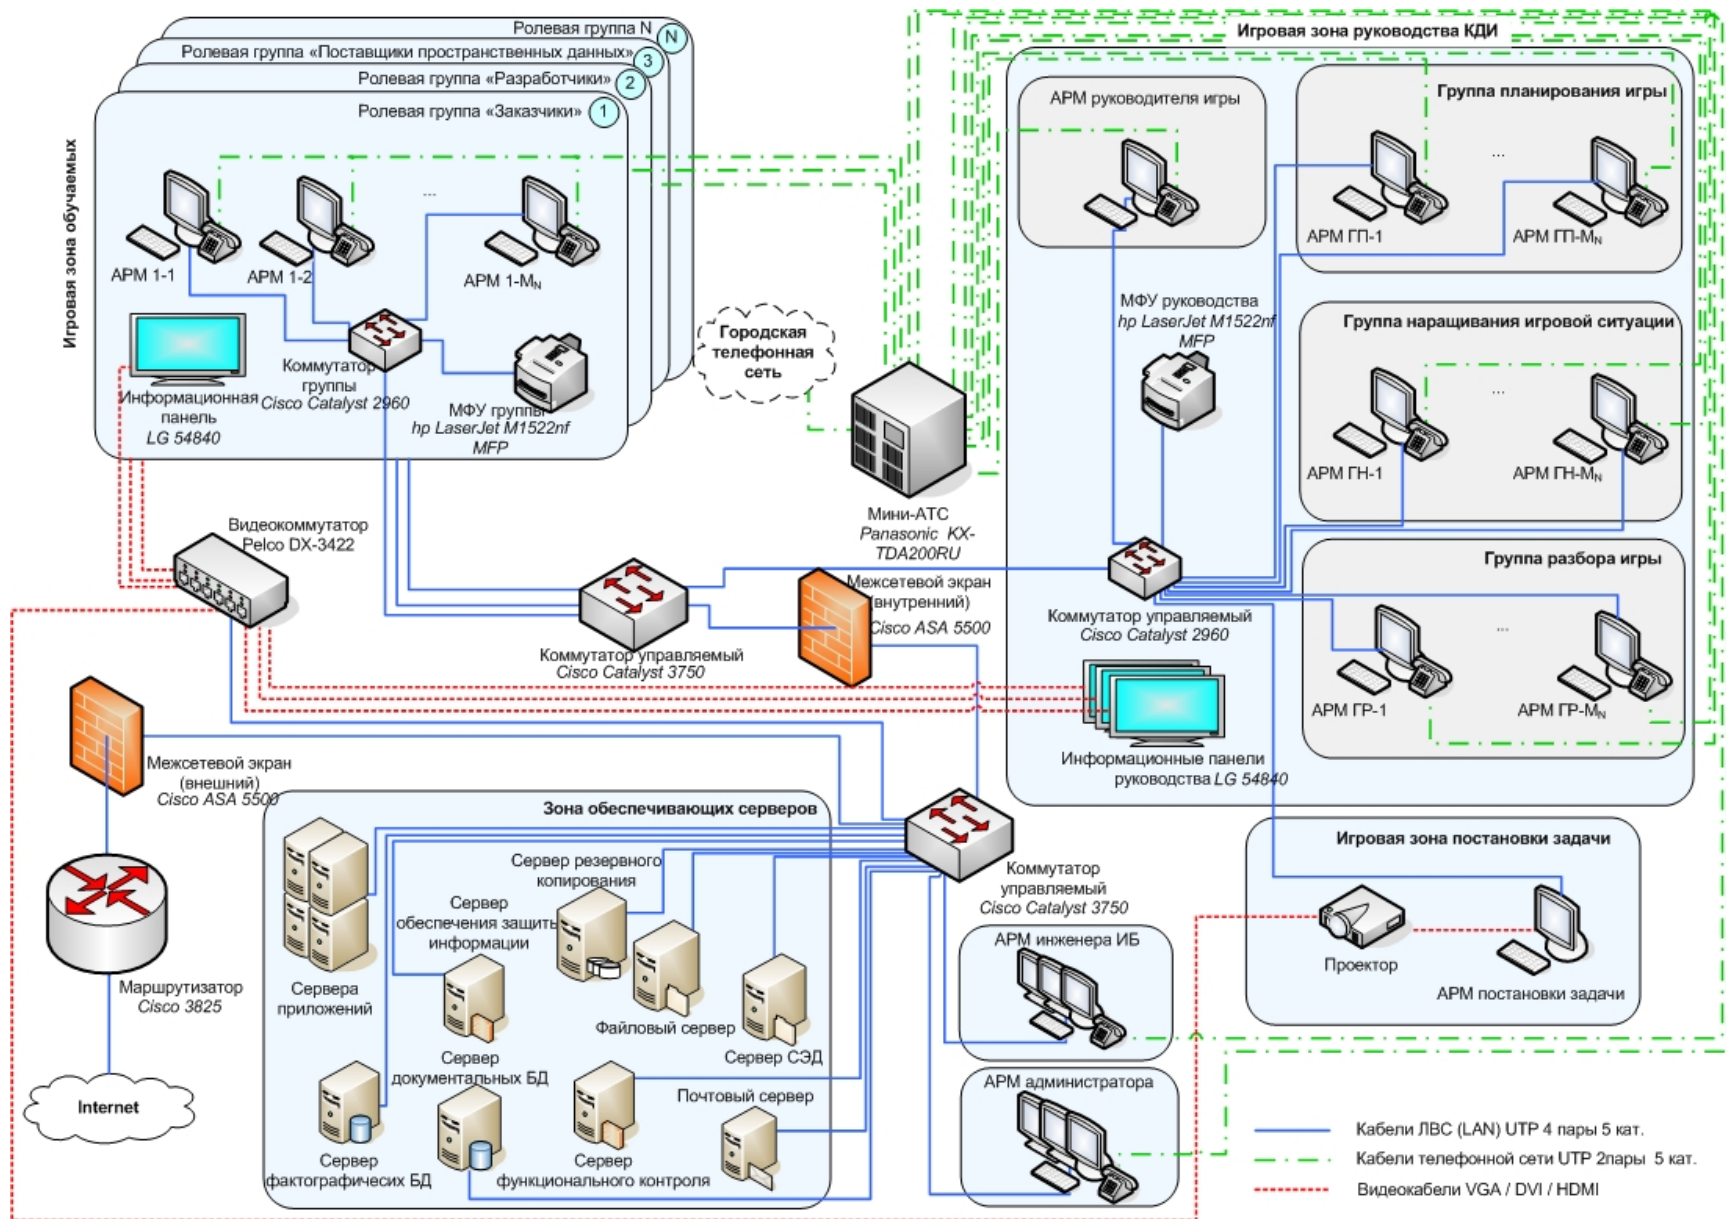 Ролевая группа N
N
Ролевая группа «Поставщики пространственных данных»
3
Ролевая группа «Разработчики»
2
Ролевая группа «Заказчики»
1
Игровая зона обучаемых
АРМ 1-1
АРМ 1-2
...
АРМ 1-MN
Информационная
панель
LG 54840
Коммутатор
группы
Cisco Catalyst 2960
МФУ группы
hp LaserJet M1522nf
MFP
Городская
телефонная
сеть
Мини-АТС
Panasonic KX-
TDA200RU
Видеокоммутатор
Pelco DX-3422
Коммутатор управляемый
Cisco Catalyst 3750
Межсетевой экран
(внутренний)
Cisco ASA 5500
Межсетевой экран
(внешний)
Cisco ASA 5500
Маршрутизатор
Cisco 3825
Internet
Игровая зона руководства КДИ
АРМ руководителя игры
Группа планирования игры
...
АРМ ГП-1
АРМ ГП-MN
МФУ руководства
hp LaserJet M1522nf
MFP
Группа наращивания игровой ситуации
...
АРМ ГН-1
АРМ ГН-MN
Группа разбора игры
...
АРМ ГР-1
АРМ ГР-MN
Коммутатор управляемый
Cisco Catalyst 2960
Информационные панели
руководства LG 54840
Зона обеспечивающих серверов
Сервера
приложений
Сервер
обеспечения защиты
информации
Сервер резервного
копирования
Файловый сервер
Сервер СЭД
Сервер
документальных БД
Сервер
фактографичесих БД
Сервер
функционального контроля
Почтовый сервер
Коммутатор
управляемый
Cisco Catalyst 3750
АРМ инженера ИБ
АРМ администратора
Игровая зона постановки задачи
Проектор
АРМ постановки задачи
Кабели ЛВС (LAN) UTP 4 пары 5 кат.
Кабели телефонной сети UTP 2пары 5 кат.
Видеокабели VGA / DVI / HDMI